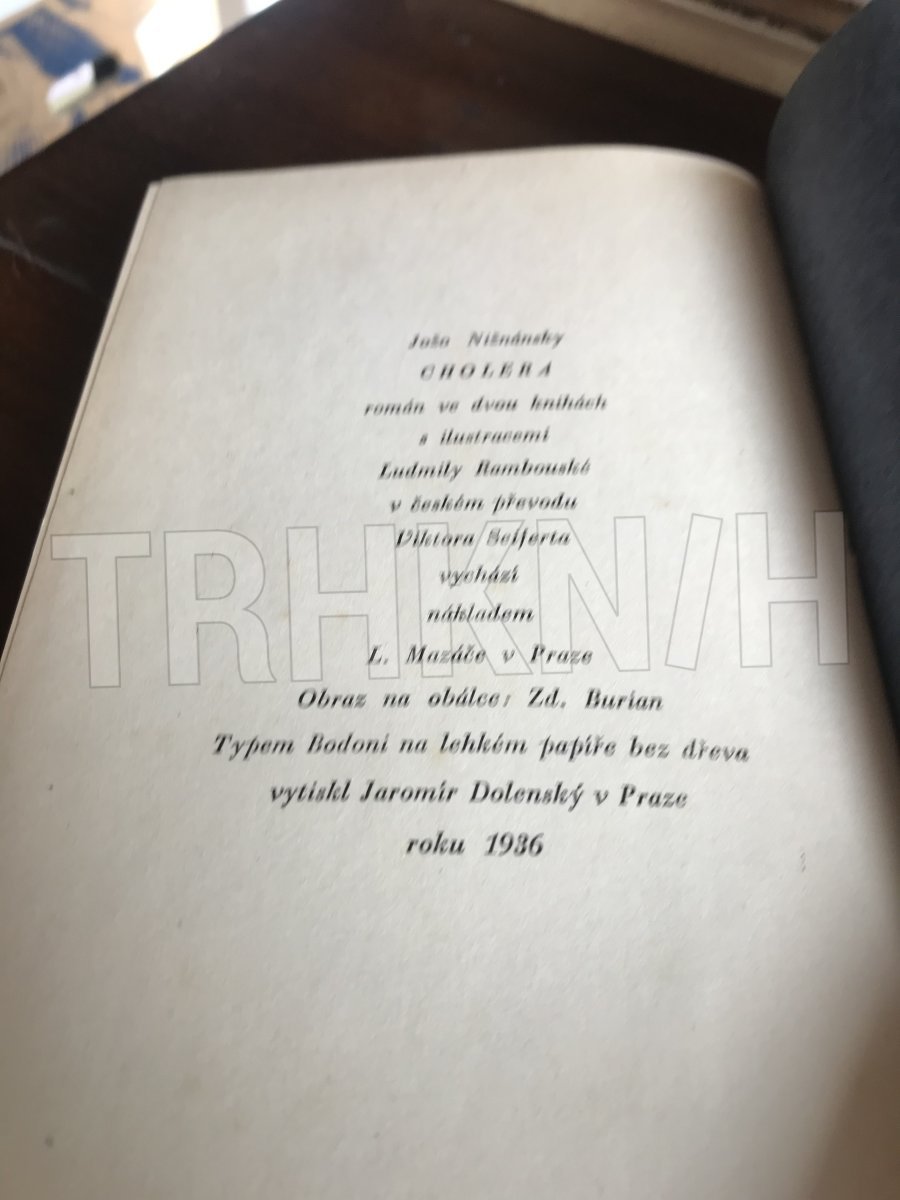 Jožo Nižnánsky
CHOLERA
román ve dvou knihách
s ilustracemi
Ludmily Rambouské
v českém převodu
Viktora Seiferta
vychází
nákladem
L. Mazáče v Praze
Obraz na obálce: Zd. Burian
Typem Bodoni na lehkém papíře bez dřeva
vytiskl Jaromír Dolenský v Praze
roku 1936
TRHKNIH